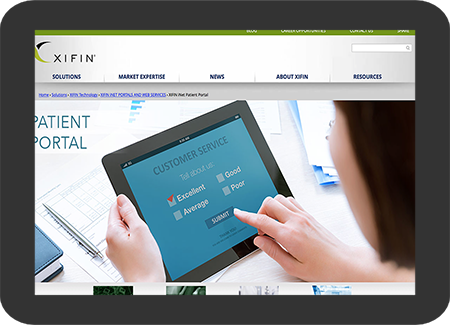 BLOG CAREER OPPORTUNITIES CONTACT US SHARE
XIFIN
SOLUTIONS MARKET EXPERTISE NEWS ABOUT XIFIN RESOURCES
Home > Solutions > XIFIN Technology > XIFIN iNET PORTALS AND WEB SERVICES > XIFIN iNet Patient Portal
PATIENT
PORTAL
CUSTOMER SERVICE
Tell about us:
Excellent Good
Average Poor
SUBMIT